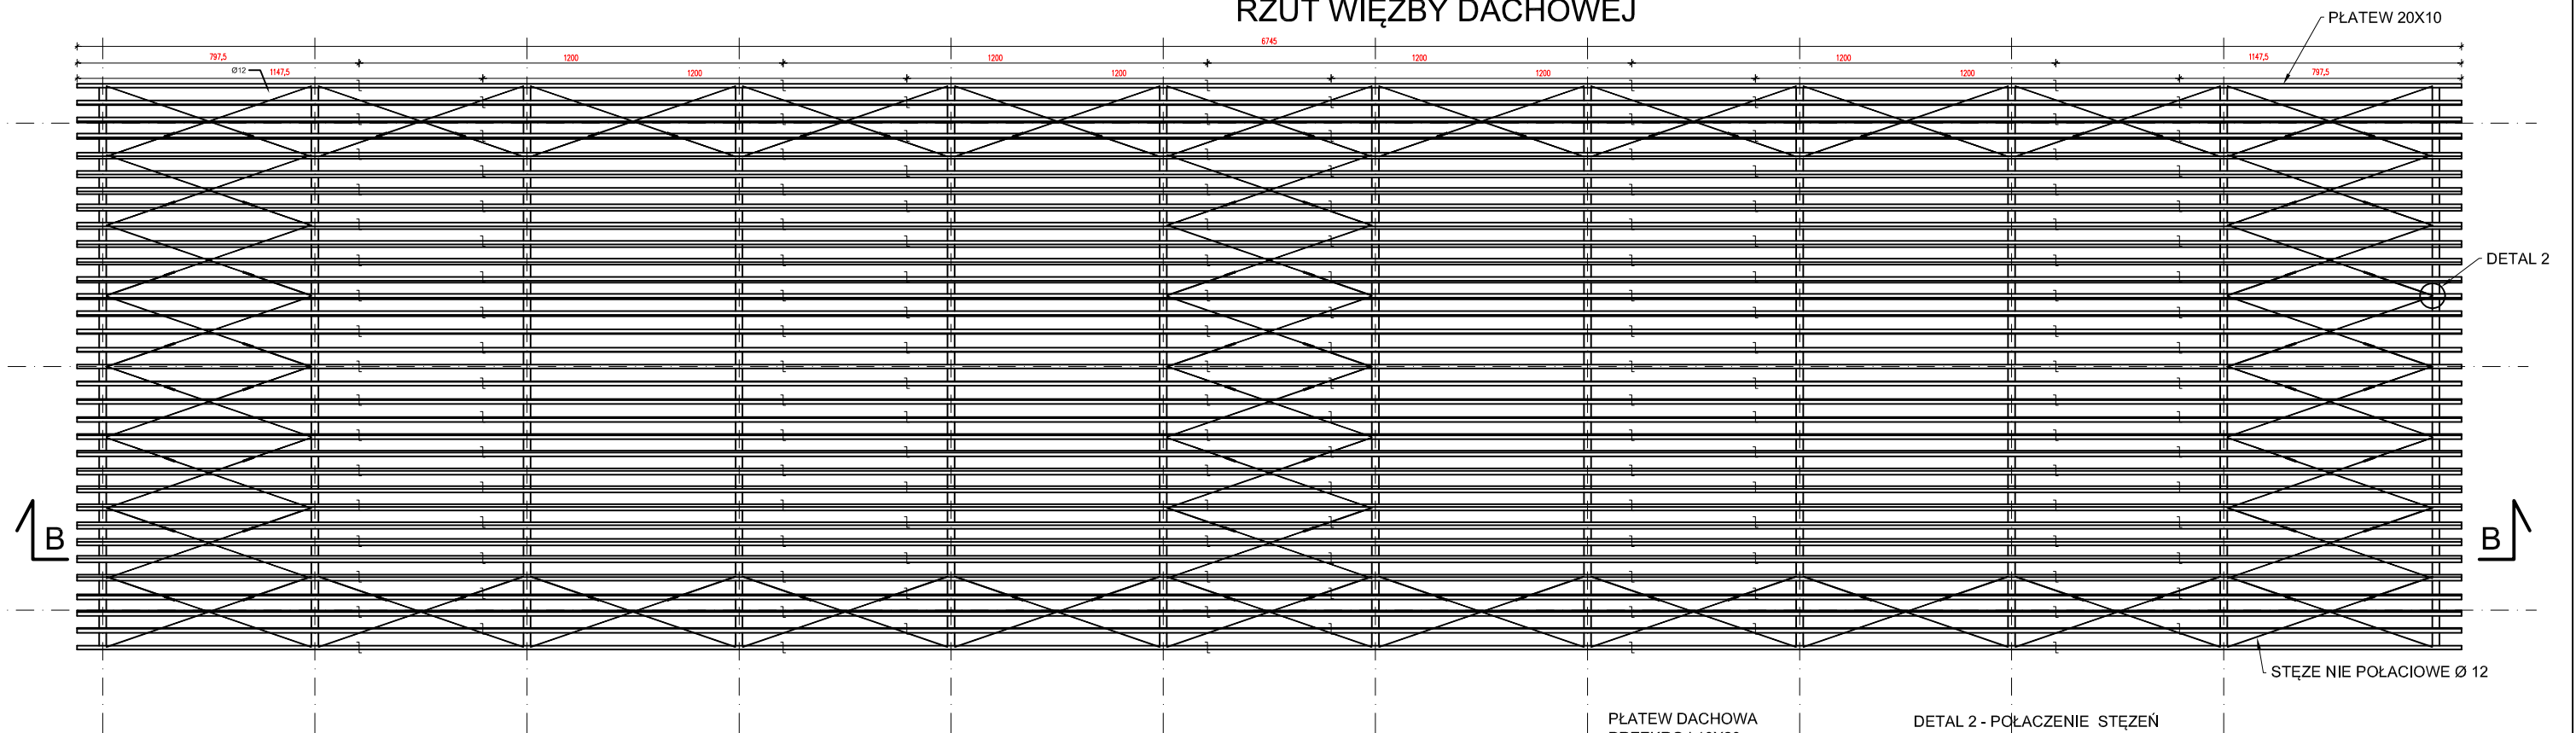 RZUT WIĘZBY DACHOWEJ
PŁATEW 20X10
6745
797,5 1200 1200 1200 1200 1147,5
Ø12 1147,5 1200 1200 1200 1200 797,5
DETAL 2
B B
STĘZE NIE POŁACIOWE Ø 12
PŁATEW DACHOWA
DETAL 2 - POŁACZENIE STĘZEŃ